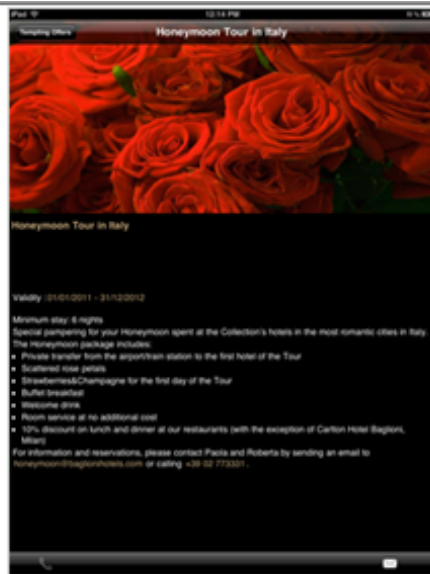 iPad 12:14 PM
Tempting Offers Honeymoon Tour in Italy
Honeymoon Tour in Italy
Validity : 01/01/2011 - 31/12/2012
Minimum stay: 6 nights
Special pampering for your Honeymoon spent at the Collection's hotels in the most romantic cities in Italy.
The Honeymoon package includes:
• Private transfer from the airport/train station to the first hotel of the Tour
• Scattered rose petals
• Strawberries&Champagne for the first day of the Tour
• Buffet breakfast
• Welcome drink
• Room service at no additional cost
• 10% discount on lunch and dinner at our restaurants (with the exception of Carlton Hotel Baglioni,
Milan)
For information and reservations, please contact Paola and Roberta by sending an email to
honeymoon@baglionihotels.com or calling +39 02 773331 .